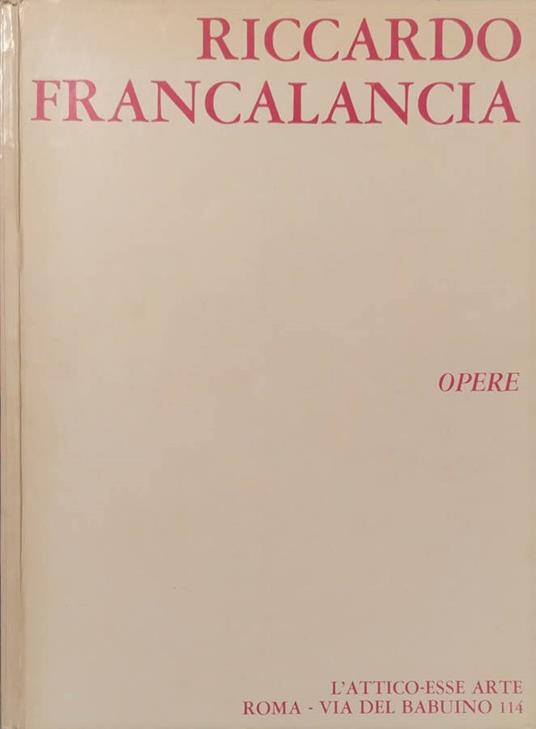 RICCARDO
FRANCALANCIA
OPERE
L'ATTICO-ESSE ARTE
ROMA - VIA DEL BABUINO 114